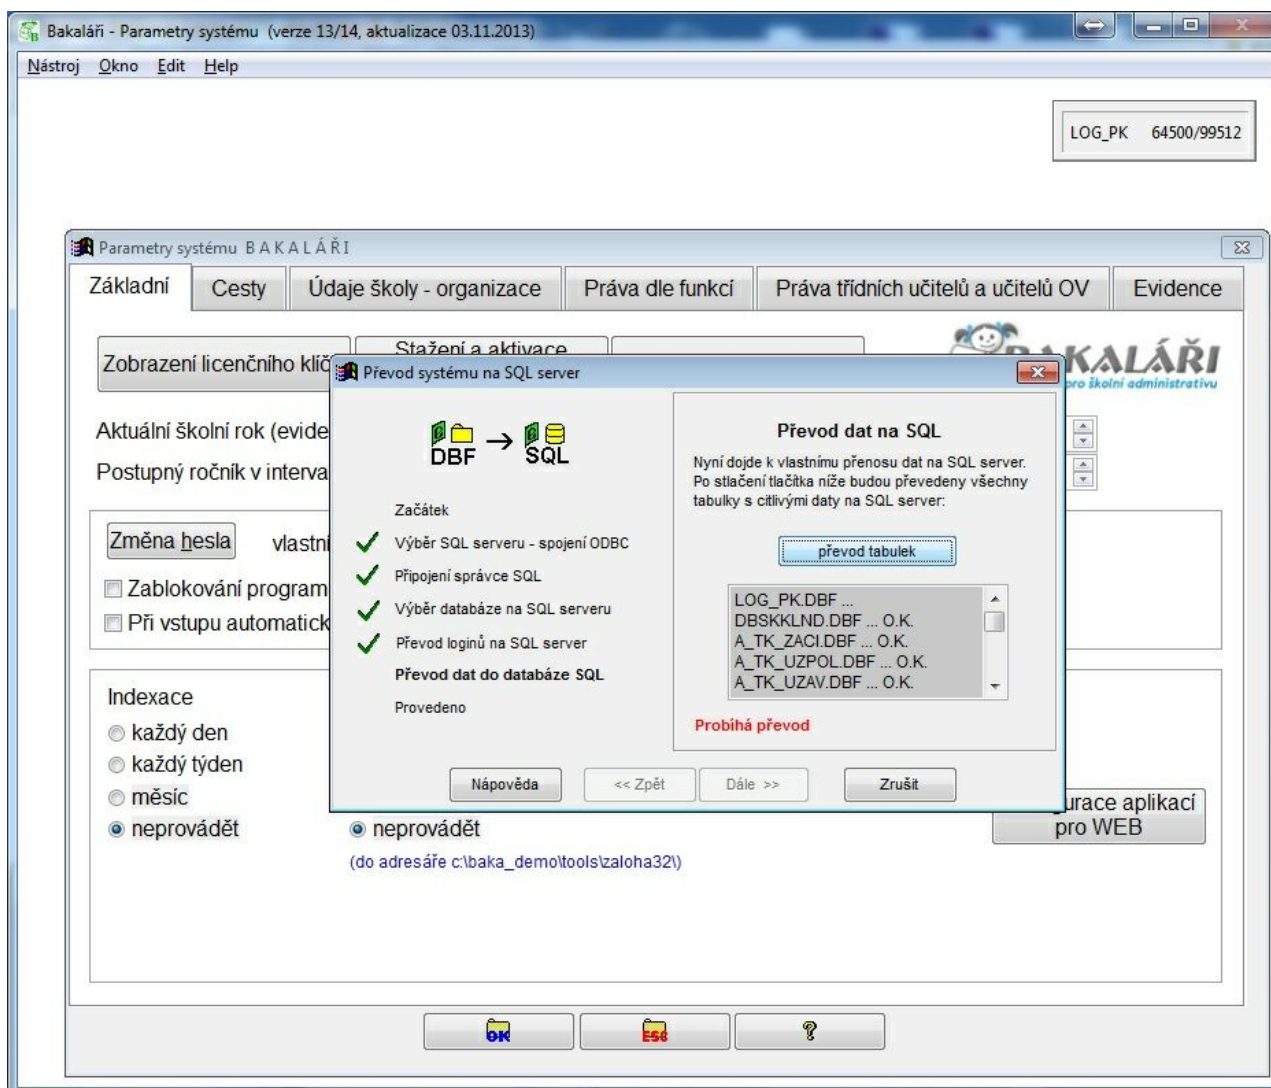 Bakaláři - Parametry systému (verze 13/14, aktualizace 03.11.2013)
Nástroj Okno Edit Help
LOG_PK 64500/99512
Parametry systému B A K A L Á Ř I
Základní Cesty Údaje školy - organizace Práva dle funkcí Práva třídních učitelů a učitelů OV Evidence
Zobrazení licenčního klíč
Stažení a aktivace
BAKALÁŘI
pro školní administrativu
Aktuální školní rok (evide
Postupný ročník v interva
Změna hesla vlastní
Zablokování program
Při vstupu automatick
Indexace
každý den
každý týden
měsíc
neprovádět
neprovádět
(do adresáře c:\baka_demo\tools\zaloha32\)
gurace aplikací
pro WEB
Převod systému na SQL server
DBF → SQL
Začátek
Výběr SQL serveru - spojení ODBC
Připojení správce SQL
Výběr databáze na SQL serveru
Převod loginů na SQL server
Převod dat do databáze SQL
Provedeno
Převod dat na SQL
Nyní dojde k vlastnímu přenosu dat na SQL server.
Po stlačení tlačítka níže budou převedeny všechny
tabulky s citlivými daty na SQL server:
převod tabulek
LOG_PK.DBF ...
DBSKKLND.DBF ... O.K.
A_TK_ZACI.DBF ... O.K.
A_TK_UZPOL.DBF ... O.K.
A_TK_UZAV.DBF ... O.K.
Probíhá převod
Nápověda << Zpět Dále >> Zrušit
OK ESC ?